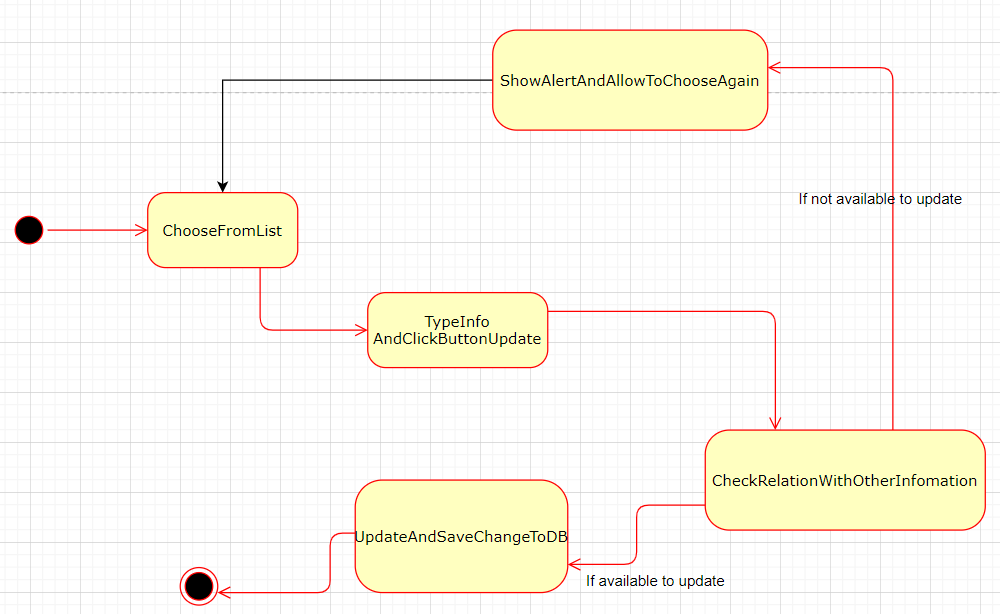 ShowAlertAndAllowToChooseAgain
If not available to update
ChooseFromList
TypeInfo
AndClickButtonUpdate
CheckRelationWithOtherInfomation
UpdateAndSaveChangeToDB
If available to update